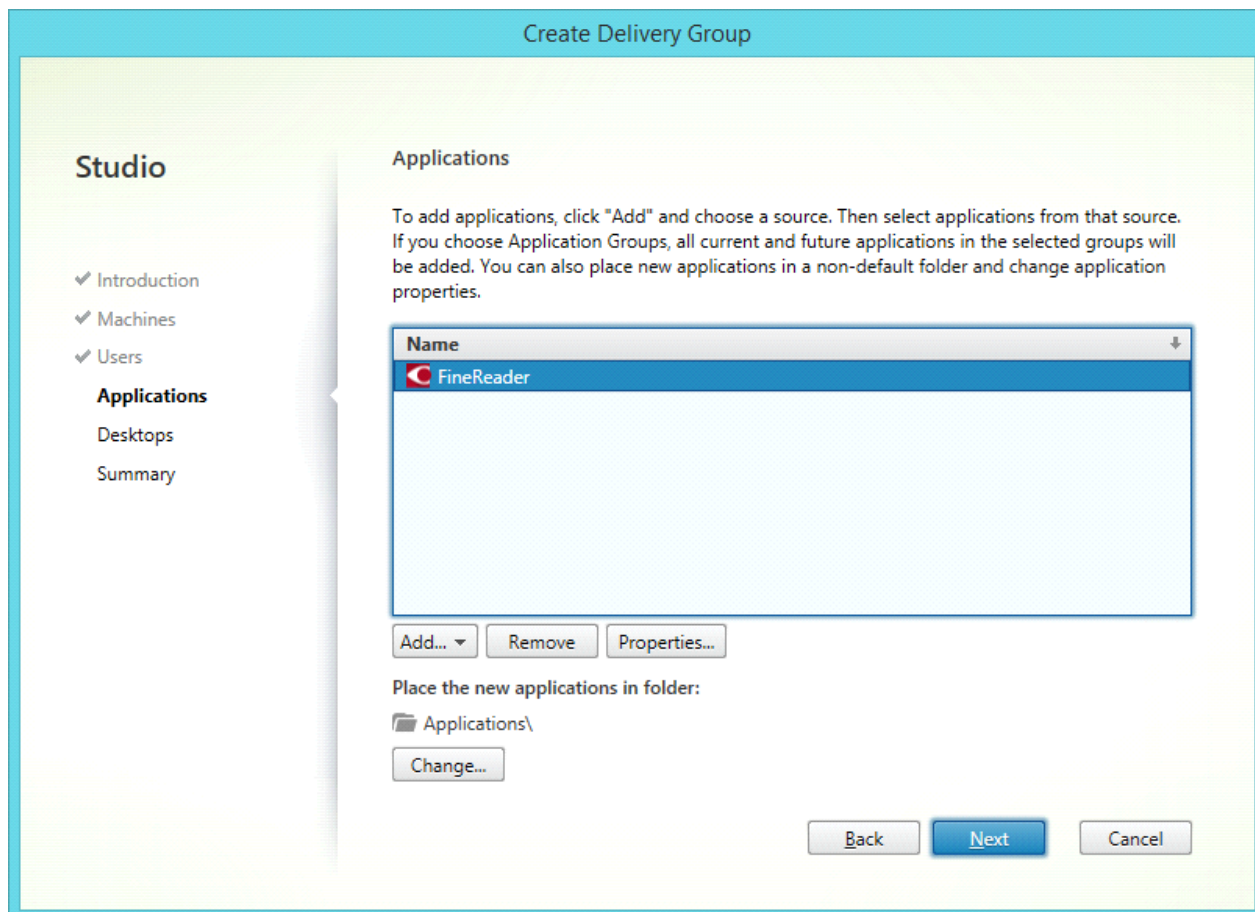 Create Delivery Group
Studio
Introduction
Machines
Users
Applications
Desktops
Summary
Applications
To add applications, click "Add" and choose a source. Then select applications from that source.
If you choose Application Groups, all current and future applications in the selected groups will
be added. You can also place new applications in a non-default folder and change application
properties.
Name
FineReader
Add...
Remove
Properties...
Place the new applications in folder:
Applications\
Change...
Back
Next
Cancel